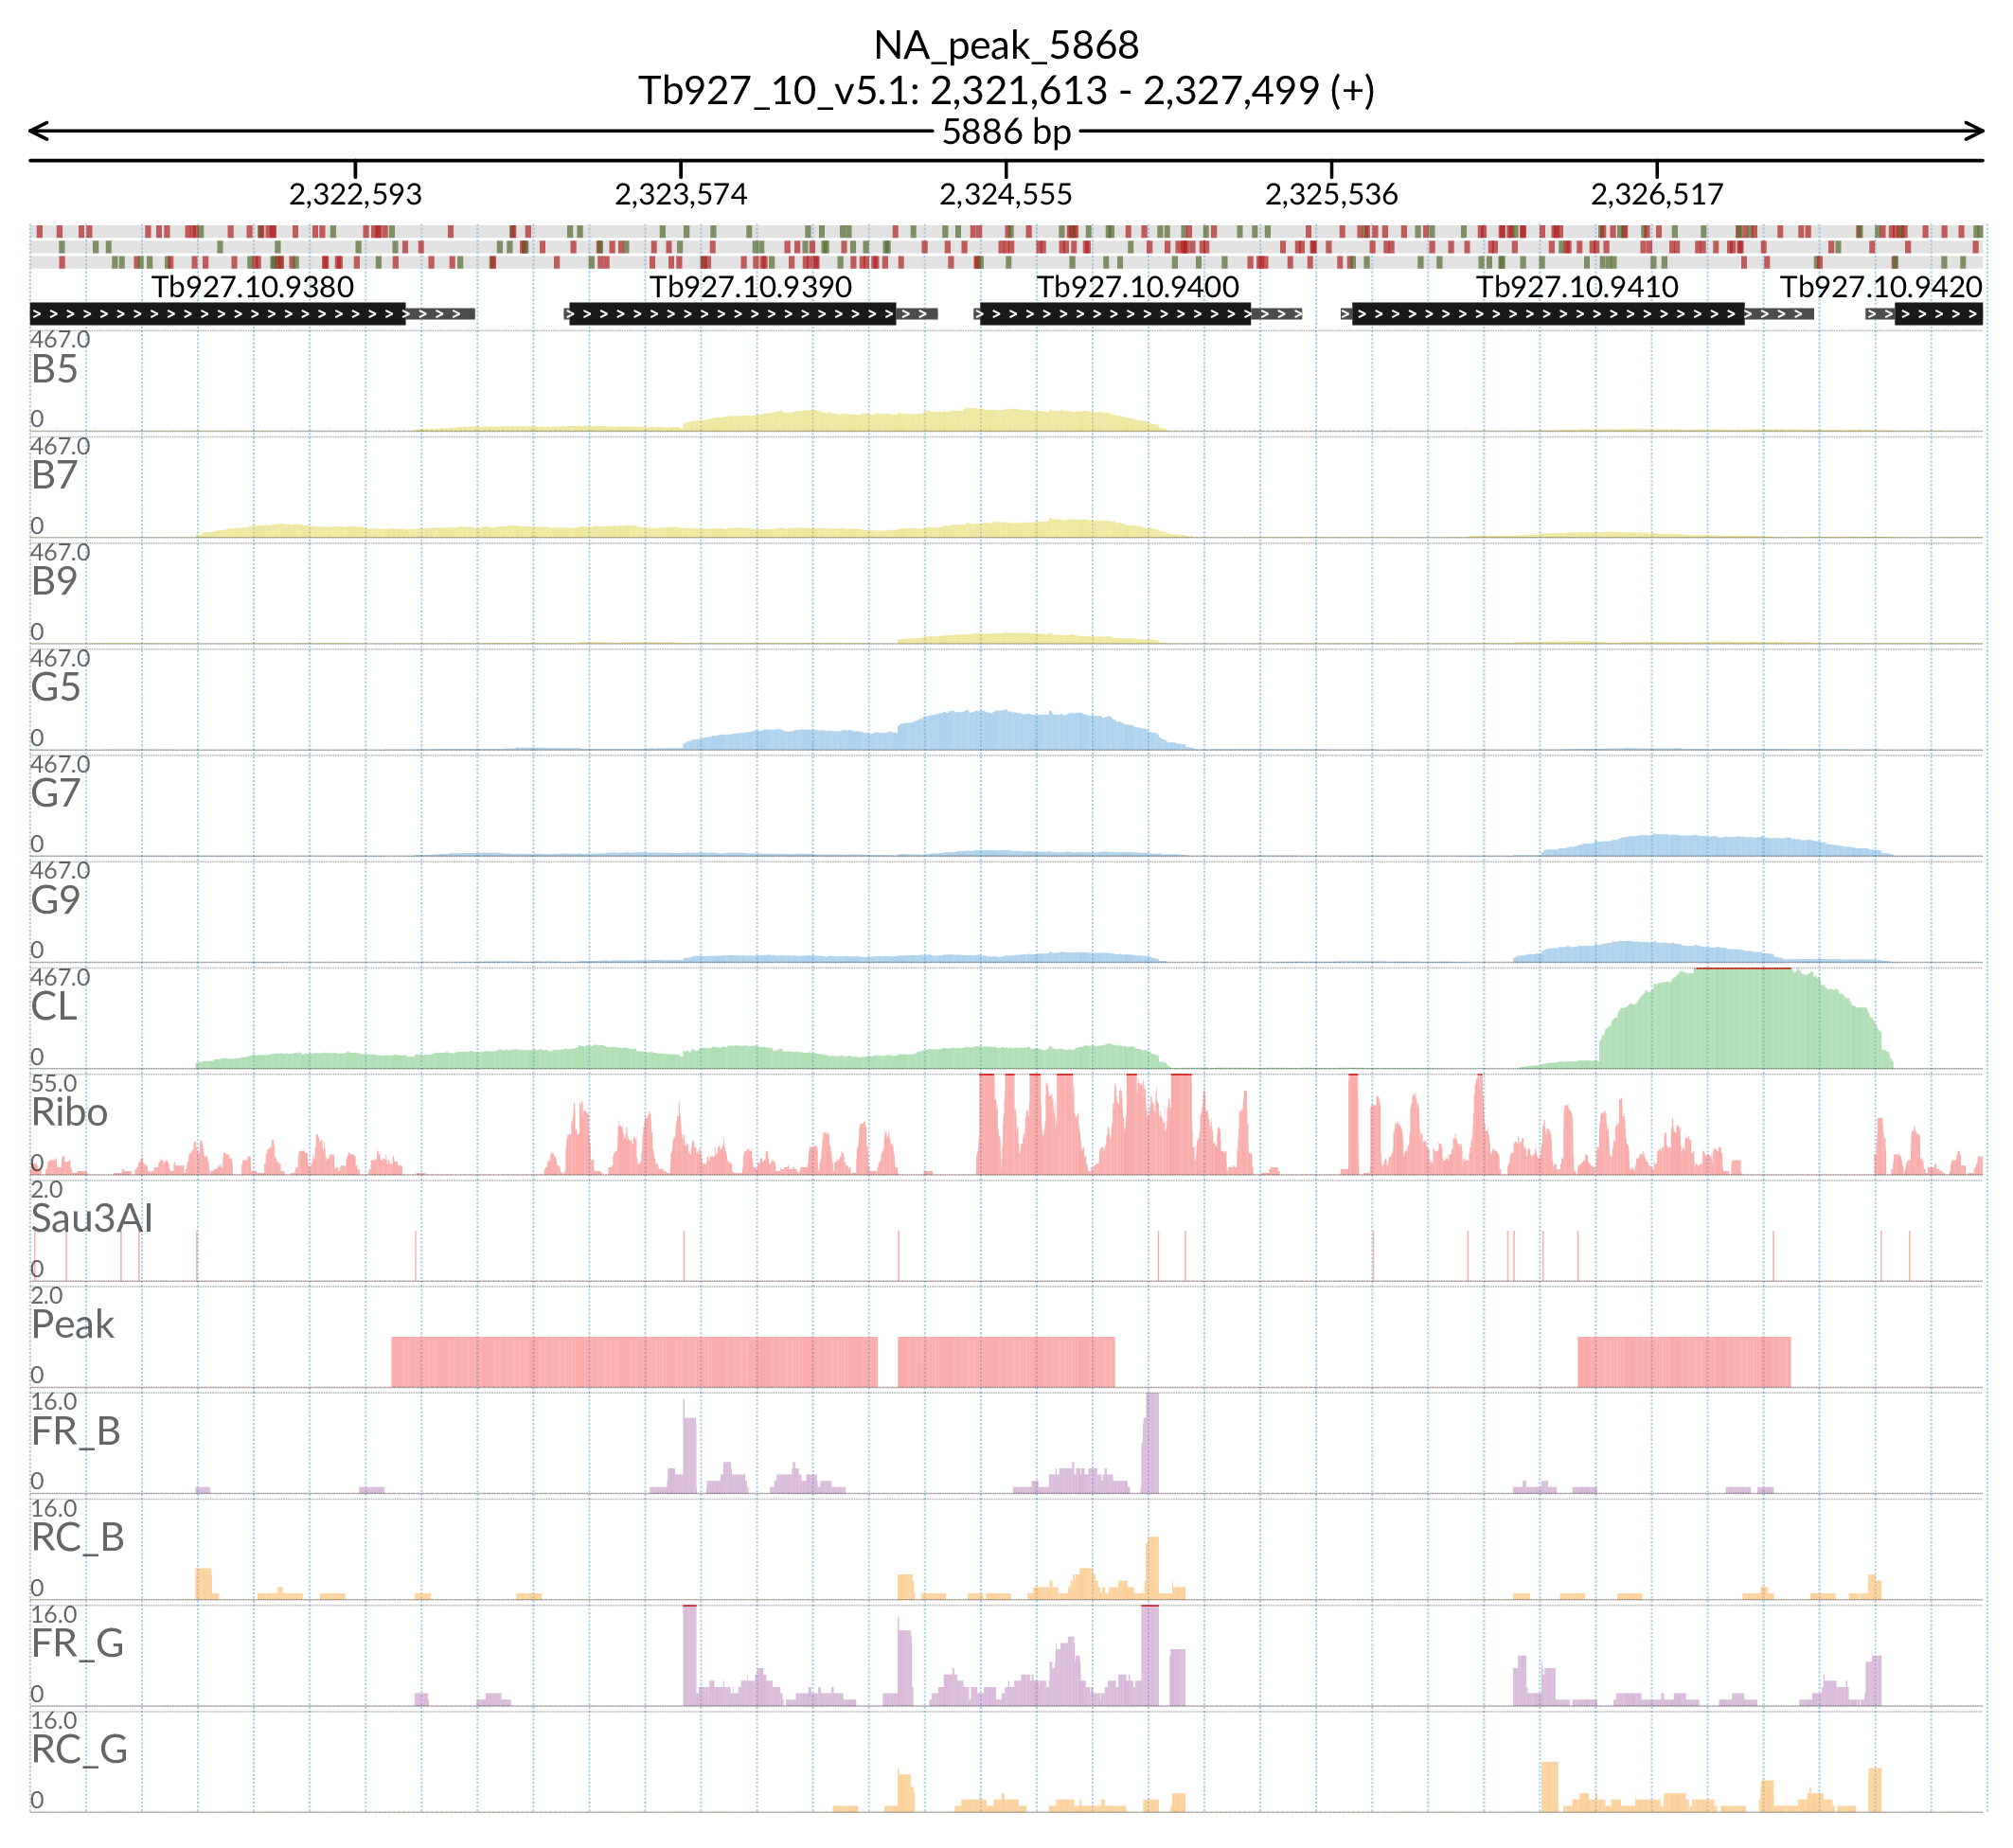 NA_peak_5868
Tb927_10_v5.1: 2,321,613 - 2,327,499 (+)
5886 bp
2,322,593 2,323,574 2,324,555 2,325,536 2,326,517
Tb927.10.9380 Tb927.10.9390 Tb927.10.9400 Tb927.10.9410 Tb927.10.9420
467.0
B5
0
467.0
B7
0
467.0
B9
0
467.0
G5
0
467.0
G7
0
467.0
G9
0
467.0
CL
0
55.0
Ribo
0
2.0
Sau3AI
0
2.0
Peak
0
16.0
FR_B
0
16.0
RC_B
0
16.0
FR_G
0
16.0
RC_G
0